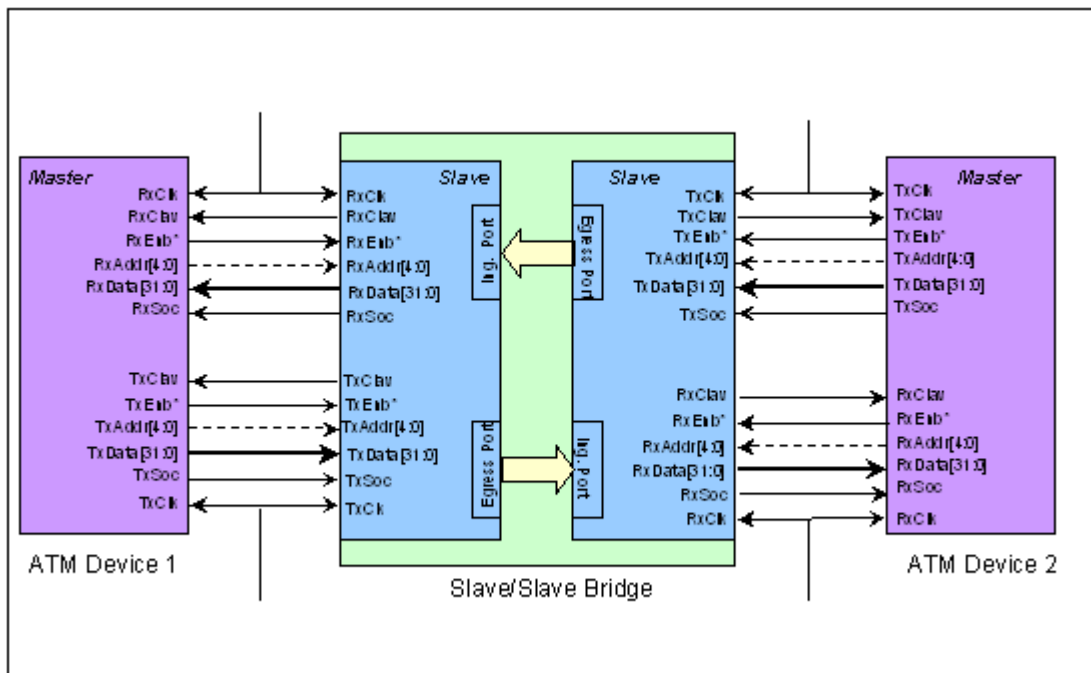 Master
RxClk
RxClav
RxEnb*
RxAddr[4:0]
RxData[31:0]
RxSoc
TxClav
TxEnb*
TxAddr[4:0]
TxData[31:0]
TxSoc
TxClk
ATM Device 1
Slave
RxClk
RxClav
RxEnb*
RxAddr[4:0]
RxData[31:0]
RxSoc
Ing. Port
TxClav
TxEnb*
TxAddr[4:0]
TxData[31:0]
TxSoc
TxClk
Egress Port
Slave
Egress Port
TxClk
TxClav
TxEnb*
TxAddr[4:0]
TxData[31:0]
TxSoc
Ing. Port
RxClav
RxEnb*
RxAddr[4:0]
RxData[31:0]
RxSoc
RxClk
Slave/Slave Bridge
Master
TxClk
TxClav
TxEnb*
TxAddr[4:0]
TxData[31:0]
TxSoc
RxClav
RxEnb*
RxAddr[4:0]
RxData[31:0]
RxSoc
RxClk
ATM Device 2